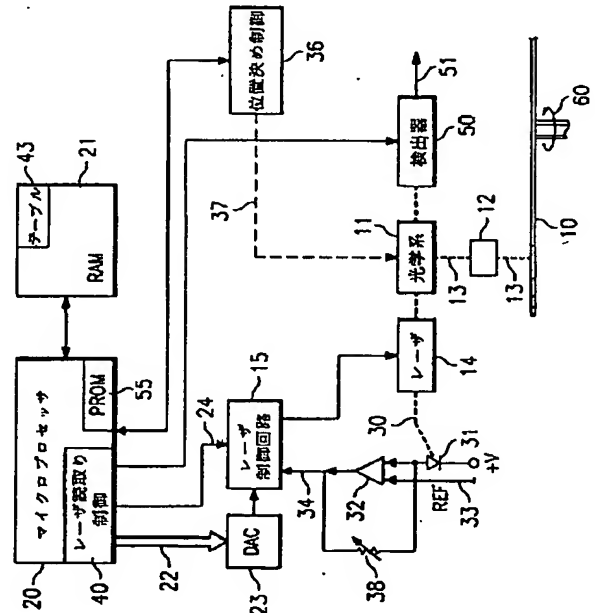 20
マイクロプロセッサ
レーザ読取り
制御
PROM
55
40
22
24
テーブル
43
RAM
21
位置決め制御
36
37
15
レーザ
制御回路
DAC
23
34
32
38
REF
33
31
+V
30
レーザ
14
光学系
11
検出器
50
51
13
12
13
10
60